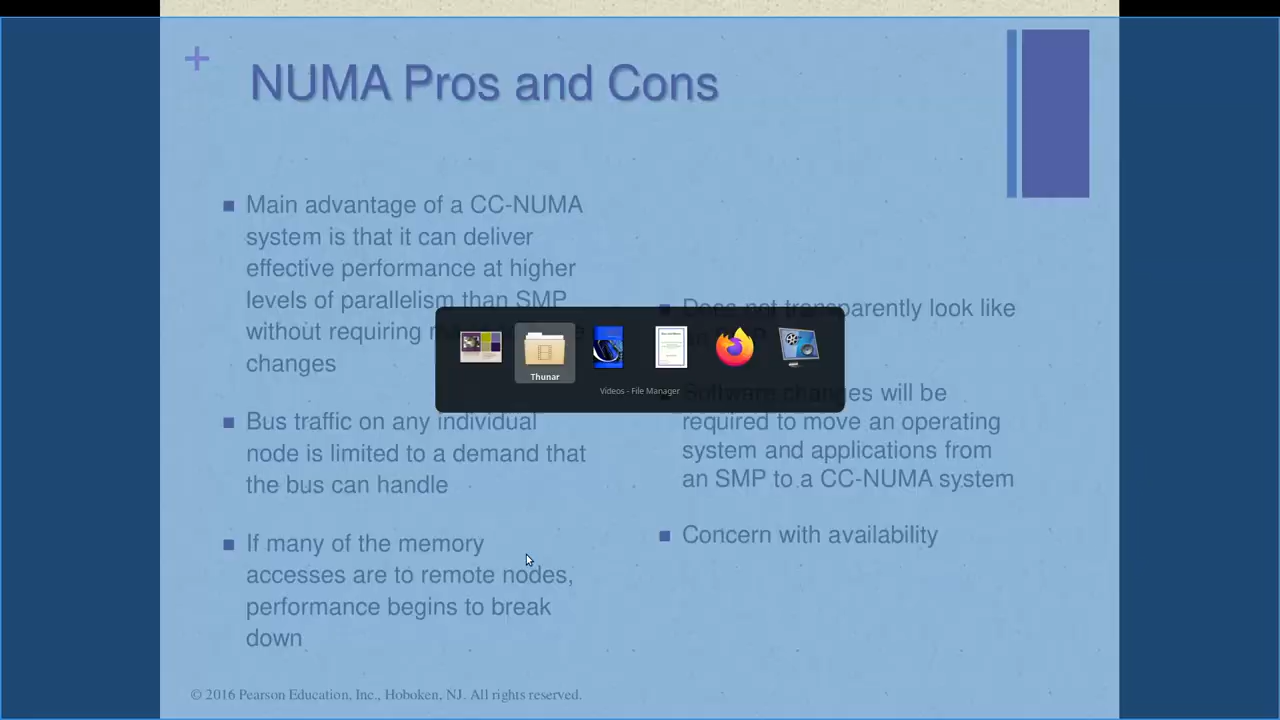 +
NUMA Pros and Cons
Main advantage of a CC-NUMA
system is that it can deliver
effective performance at higher
levels of parallelism than SMP
without requiring
changes
Bus traffic on any individual
node is limited to a demand that
the bus can handle
If many of the memory
accesses are to remote nodes,
performance begins to break
down
Does not transparently look like
Software changes will be
required to move an operating
system and applications from
an SMP to a CC-NUMA system
Concern with availability
Thunar
Videos - File Manager
© 2016 Pearson Education, Inc., Hoboken, NJ. All rights reserved.